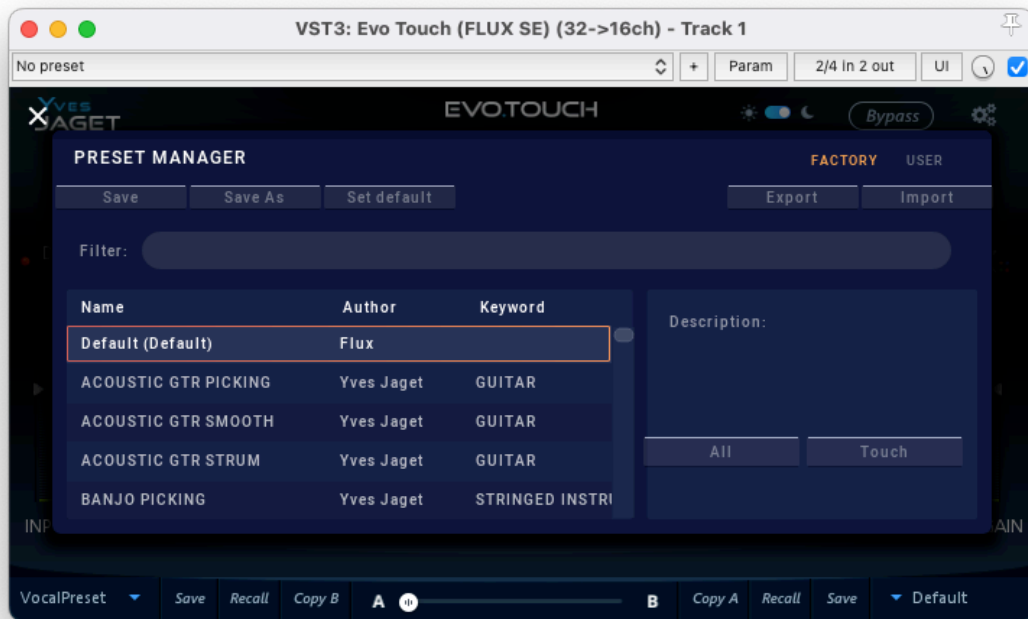 VST3: Evo Touch (FLUX SE) (32->16ch) - Track 1
No preset + Param 2/4 in 2 out UI
YVES JAGET
EVO.TOUCH
Bypass
PRESET MANAGER
FACTORY USER
Save Save As Set default Export Import
Filter:
Name Author Keyword
Description:
Default (Default) Flux
ACOUSTIC GTR PICKING Yves Jaget GUITAR
ACOUSTIC GTR SMOOTH Yves Jaget GUITAR
ACOUSTIC GTR STRUM Yves Jaget GUITAR
All Touch
BANJO PICKING Yves Jaget STRINGED INSTRU
INP AIN
VocalPreset Save Recall Copy B A B Copy A Recall Save Default